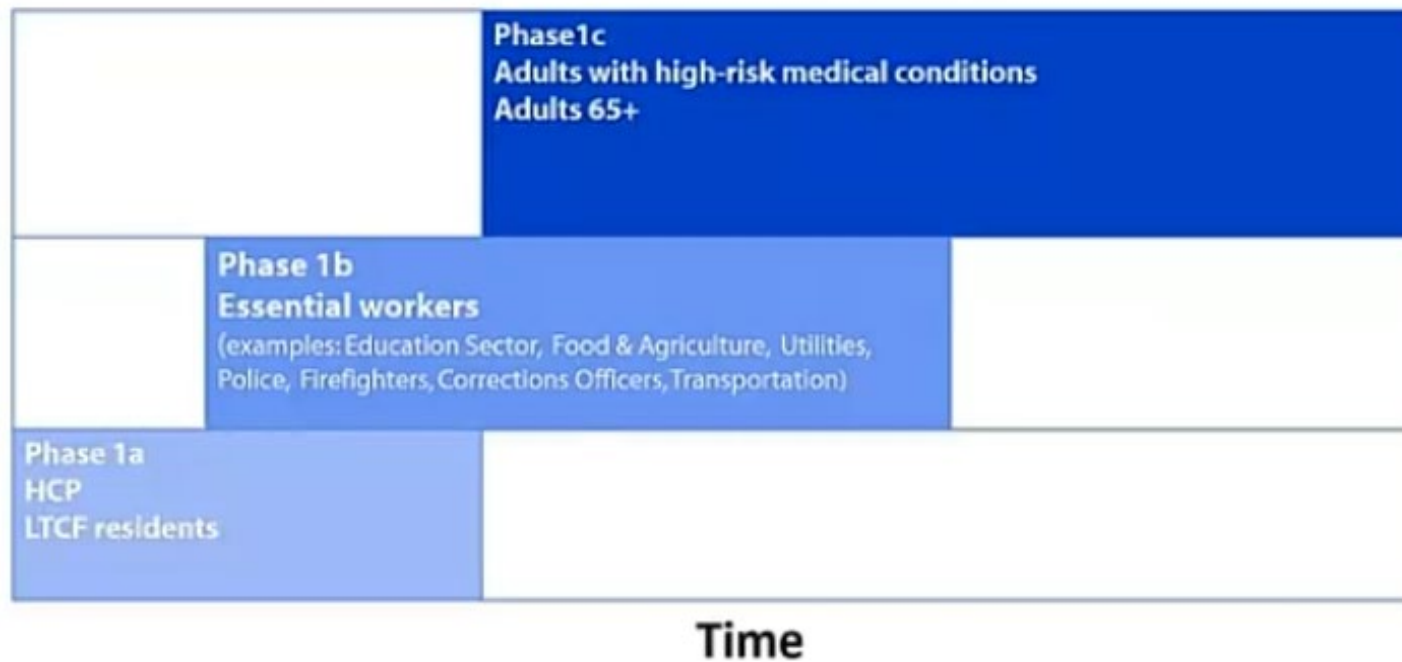 Phase1c
Adults with high-risk medical conditions
Adults 65+
Phase 1b
Essential workers
(examples: Education Sector, Food & Agriculture, Utilities,
Police, Firefighters, Corrections Officers, Transportation)
Phase 1a
HCP
LTCF residents
Time